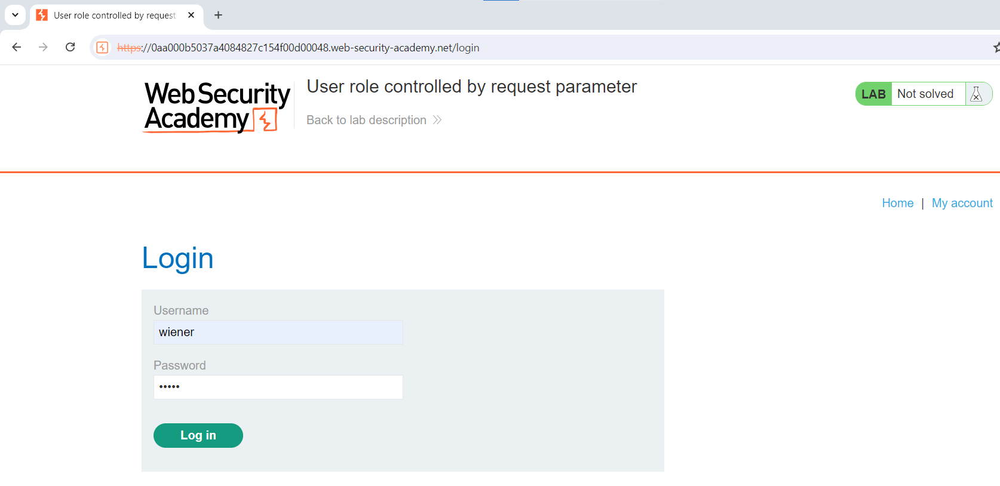 User role controlled by request
https://0aa000b5037a4084827c154f00d00048.web-security-academy.net/login
Web Security
Academy
User role controlled by request parameter
Back to lab description
LAB Not solved
Home | My account
Login
Username
wiener
Password
•••••
Log in